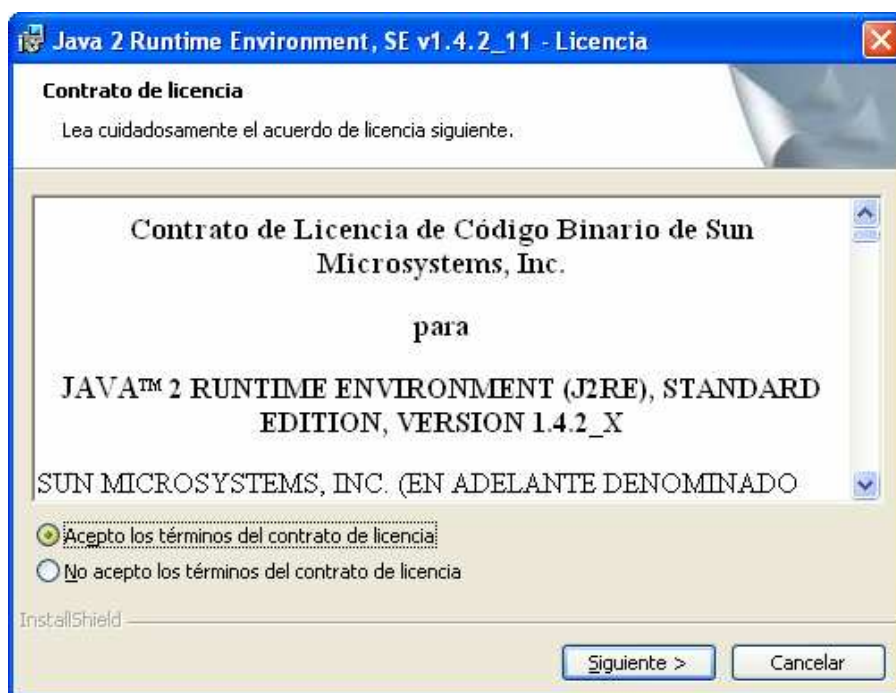 Java 2 Runtime Environment, SE v1.4.2_11 - Licencia
Contrato de licencia
Lea cuidadosamente el acuerdo de licencia siguiente.
Contrato de Licencia de Código Binario de Sun
Microsystems, Inc.
para
JAVA™ 2 RUNTIME ENVIRONMENT (J2RE), STANDARD
EDITION, VERSION 1.4.2_X
SUN MICROSYSTEMS, INC. (EN ADELANTE DENOMINADO
Acepto los términos del contrato de licencia
No acepto los términos del contrato de licencia
InstallShield
Siguiente >
Cancelar